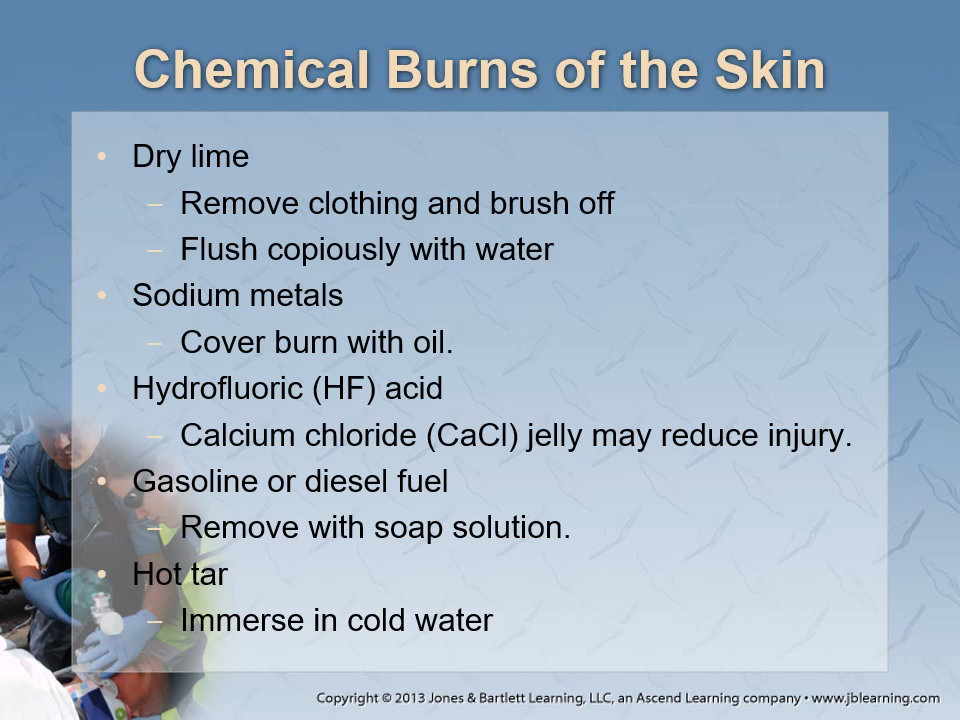 Chemical Burns of the Skin
• Dry lime
– Remove clothing and brush off
– Flush copiously with water
• Sodium metals
– Cover burn with oil.
• Hydrofluoric (HF) acid
– Calcium chloride (CaCl) jelly may reduce injury.
• Gasoline or diesel fuel
– Remove with soap solution.
• Hot tar
– Immerse in cold water
Copyright © 2013 Jones & Bartlett Learning, LLC, an Ascend Learning company • www.jblearning.com